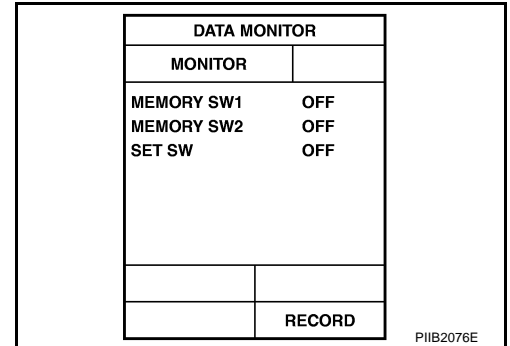 DATA MONITOR
MONITOR
MEMORY SW1 OFF
MEMORY SW2 OFF
SET SW OFF
RECORD
PIIB2076E